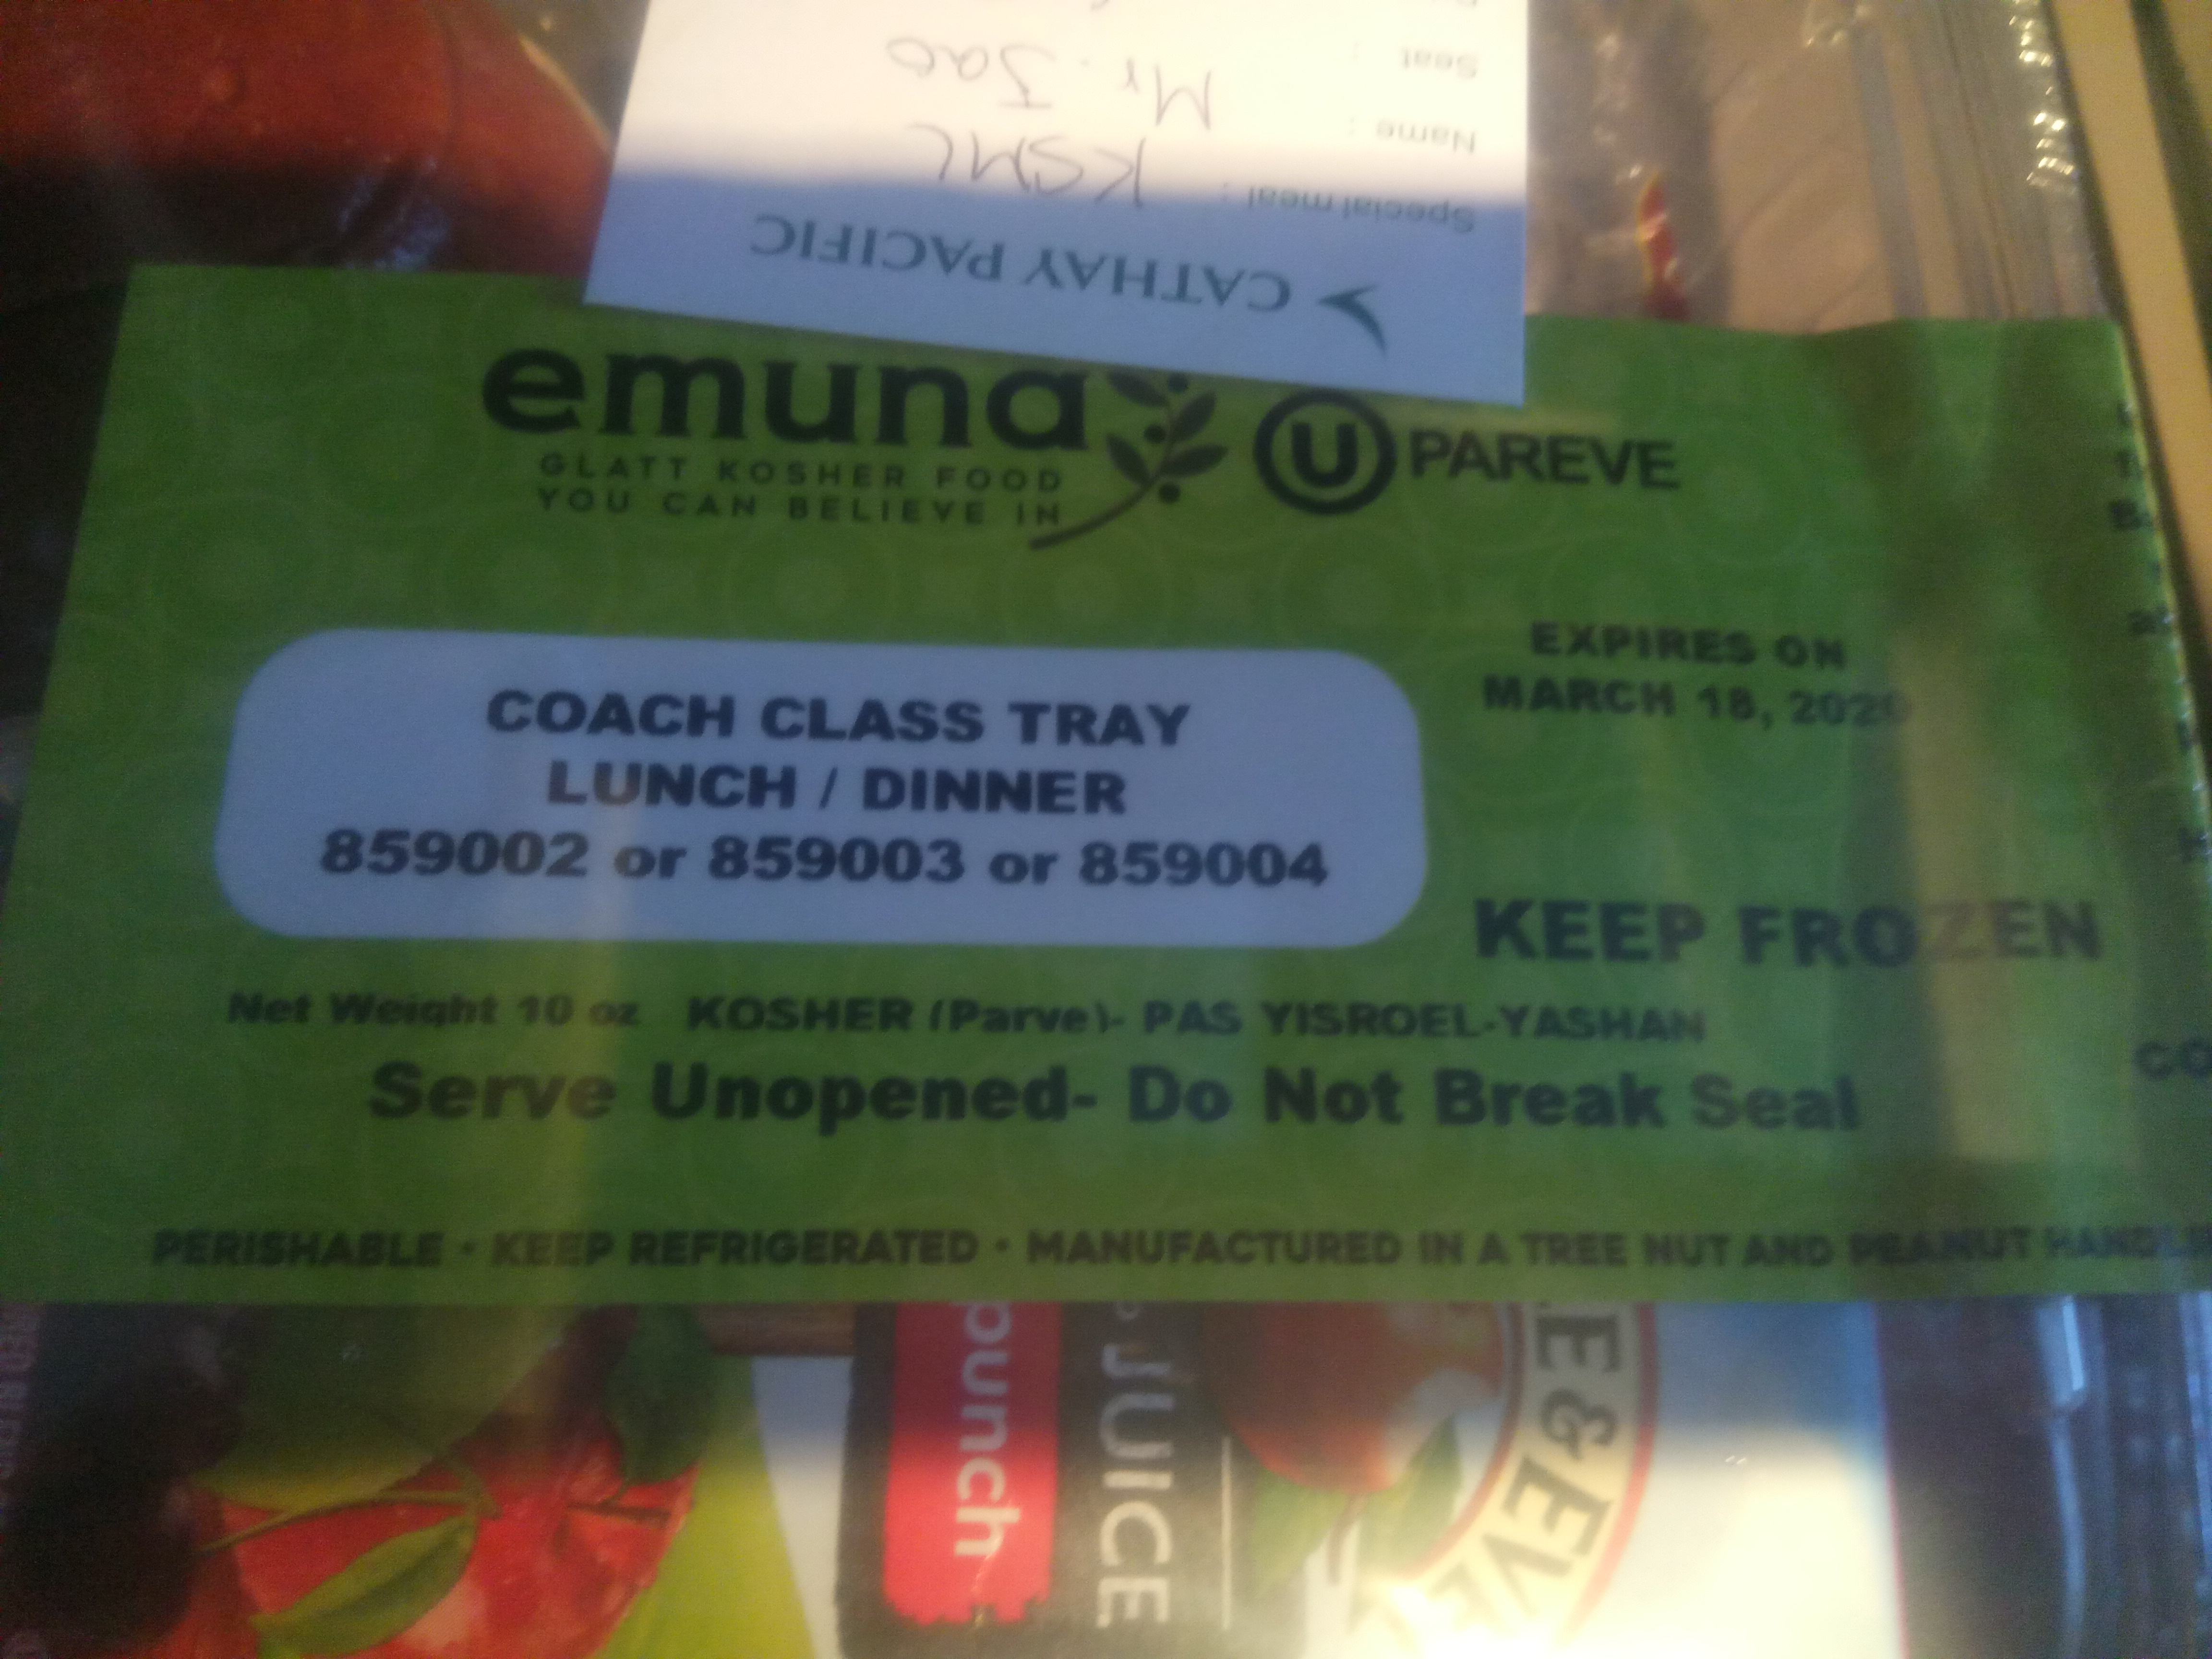 CATHAY PACIFIC
Special meal : KSML
Name : Mr. Jao
Seat :
emuna
GLATT KOSHER FOOD
YOU CAN BELIEVE IN
U PAREVE
EXPIRES ON
MARCH 18, 2020
COACH CLASS TRAY
LUNCH / DINNER
859002 or 859003 or 859004
KEEP FROZEN
Net Weight 10 oz KOSHER (Parve)- PAS YISROEL-YASHAN
Serve Unopened- Do Not Break Seal
PERISHABLE • KEEP REFRIGERATED • MANUFACTURED IN A TREE NUT AND PEANUT
punch
JUICE
E & EVE